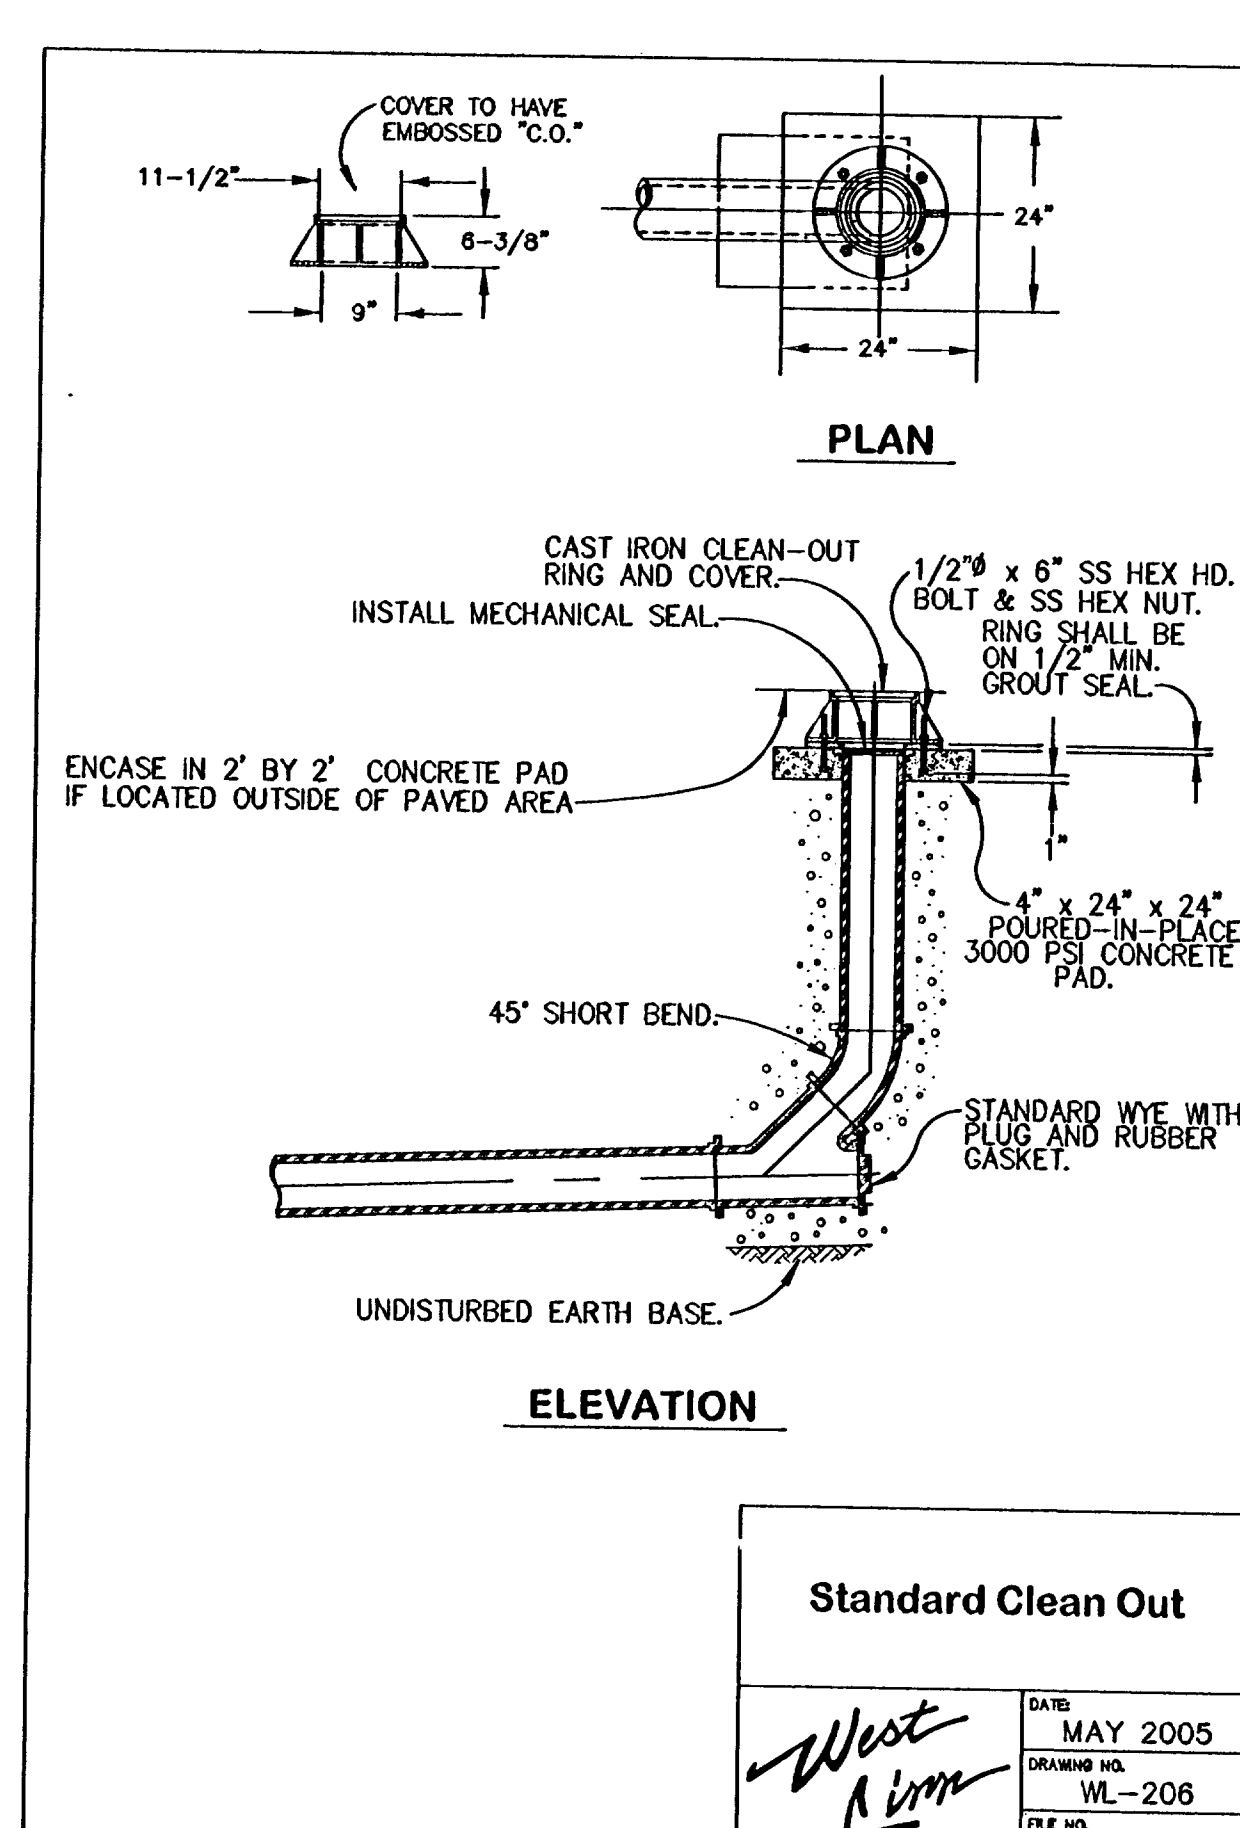 COVER TO HAVE
EMBOSSED "C.O."
11-1/2"
6-3/8"
9"
24"
24"
PLAN
CAST IRON CLEAN-OUT
RING AND COVER.
INSTALL MECHANICAL SEAL.
1/2"Ø x 6" SS HEX HD.
BOLT & SS HEX NUT.
RING SHALL BE
ON 1/2" MIN.
GROUT SEAL.
ENCASE IN 2' BY 2' CONCRETE PAD
IF LOCATED OUTSIDE OF PAVED AREA
1"
4" x 24" x 24"
POURED-IN-PLACE
3000 PSI CONCRETE
PAD.
45° SHORT BEND.
STANDARD WYE WITH
PLUG AND RUBBER
GASKET.
UNDISTURBED EARTH BASE.
ELEVATION
Standard Clean Out
West
Linn
DATE:
MAY 2005
DRAWING NO.
WL-206
FILE NO.